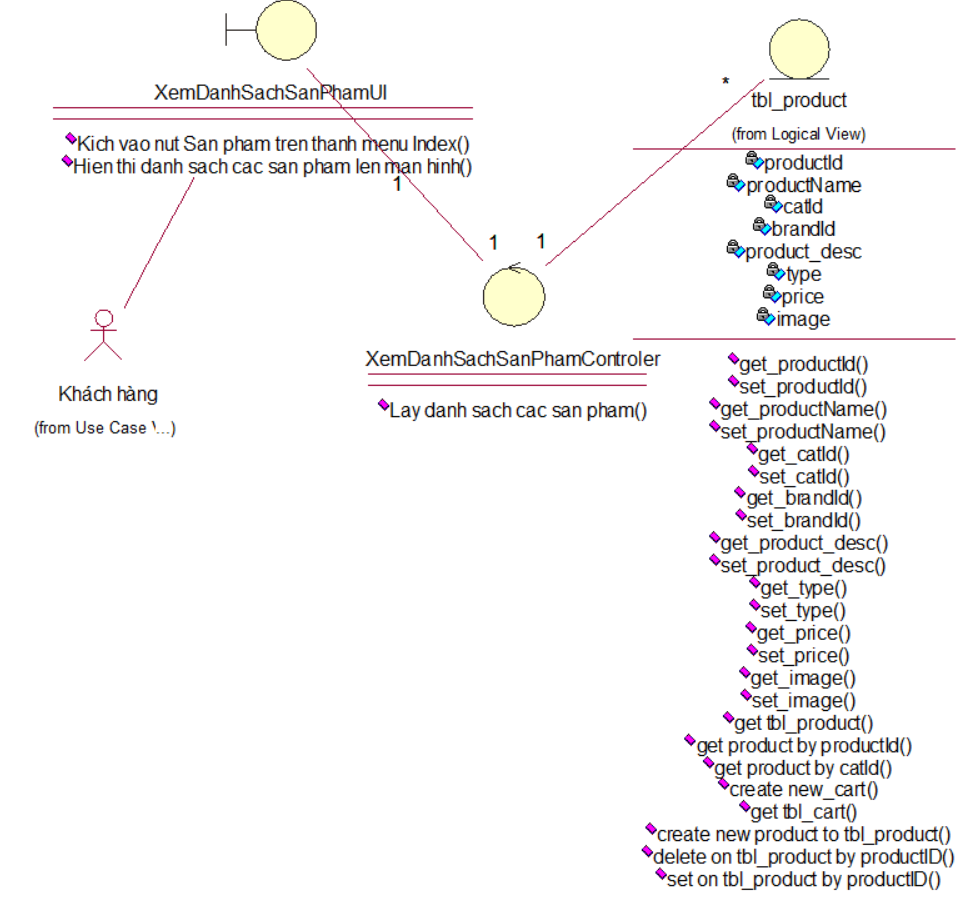 XemDanhSachSanPhamUI
Kich vao nut San pham tren thanh menu Index()
Hien thi danh sach cac san pham len man hinh()
1
1
Khách hàng
(from Use Case '...)
XemDanhSachSanPhamControler
Lay danh sach cac san pham()
1
*
tbl_product
(from Logical View)
productId
productName
catId
brandId
product_desc
type
price
image
get_productId()
set_productId()
get_productName()
set_productName()
get_catId()
set_catId()
get_brandId()
set_brandId()
get_product_desc()
set_product_desc()
get_type()
set_type()
get_price()
set_price()
get_image()
set_image()
get tbl_product()
get product by productId()
get product by catId()
create new_cart()
get tbl_cart()
create new product to tbl_product()
delete on tbl_product by productID()
set on tbl_product by productID()